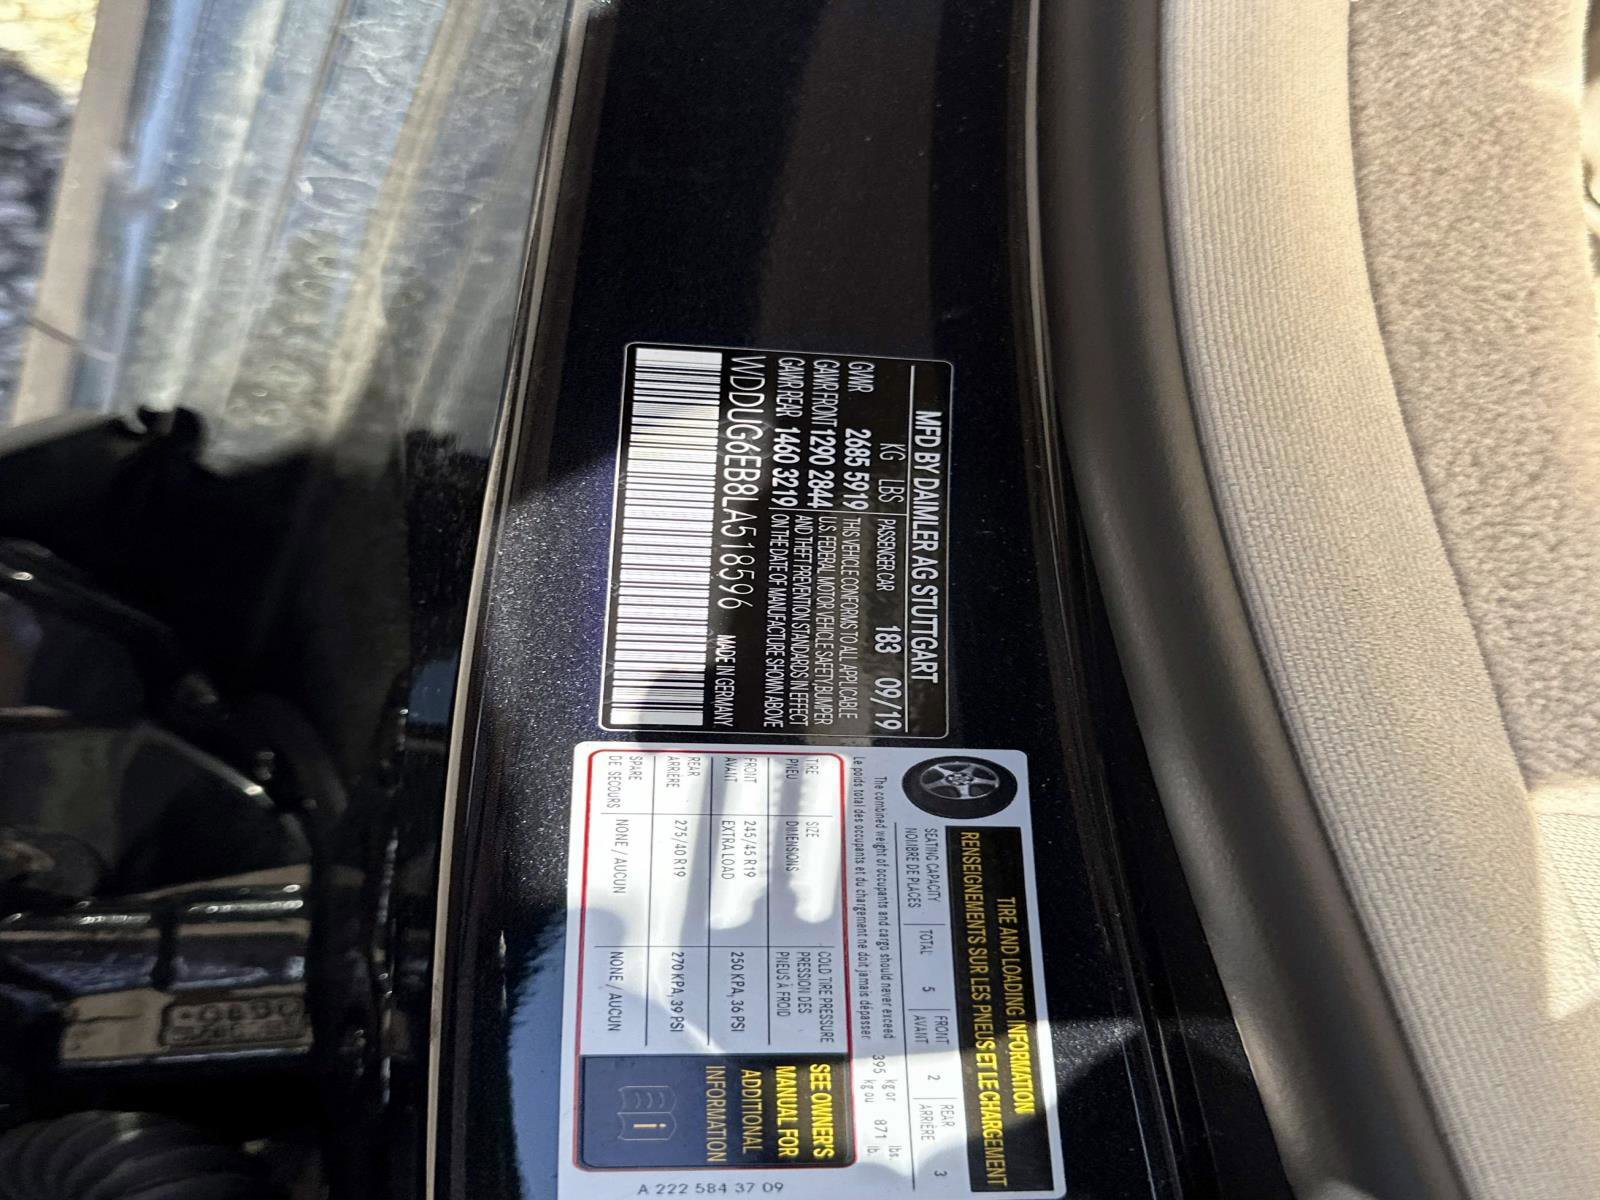 MFD BY DAIMLER AG STUTTGART
KG LBS PASSENGER CAR 183 09/19
GVWR 2685 5919 THIS VEHICLE CONFORMS TO ALL APPLICABLE
GAWR FRONT 1290 2844 U.S. FEDERAL MOTOR VEHICLE SAFETY, BUMPER
GAWR REAR 1460 3219 AND THEFT PREVENTION STANDARDS IN EFFECT
ON THE DATE OF MANUFACTURE SHOWN ABOVE
WDDUG6EB8LA518596 MADE IN GERMANY
TIRE AND LOADING INFORMATION
RENSEIGNEMENTS SUR LES PNEUS ET LE CHARGEMENT
SEATING CAPACITY TOTAL 5 FRONT 2 REAR 3
NOMBRE DE PLACES AVANT ARRIÈRE
The combined weight of occupants and cargo should never exceed 395 kg or 871 lbs.
Le poids total des occupants et du chargement ne doit jamais dépasser kg ou lb.
TIRE SIZE COLD TIRE PRESSURE
PNEU DIMENSIONS PRESSION DES
PNEUS À FROID
FRONT 245/45 R19 250 KPA, 36 PSI
AVANT EXTRA LOAD
REAR 275/40 R19 270 KPA, 39 PSI
ARRIÈRE
SPARE NONE / AUCUN NONE / AUCUN
DE SECOURS
SEE OWNER'S
MANUAL FOR
ADDITIONAL
INFORMATION
i
A 222 584 37 09